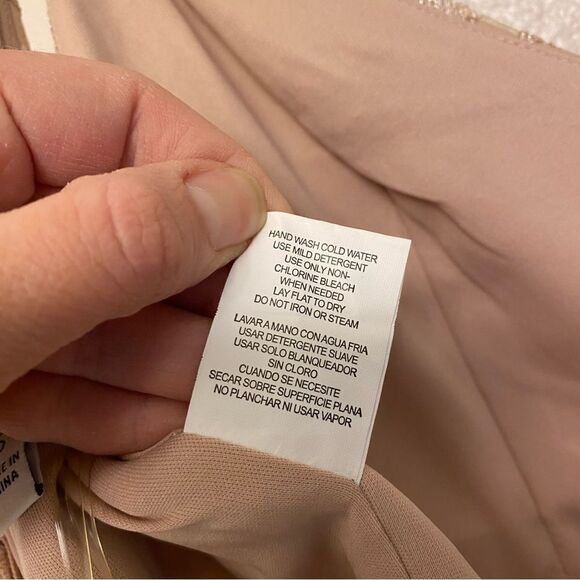 HAND WASH COLD WATER
USE MILD DETERGENT
USE ONLY NON-
CHLORINE BLEACH
WHEN NEEDED
LAY FLAT TO DRY
DO NOT IRON OR STEAM
LAVAR A MANO CON AGUA FRIA
USAR DETERGENTE SUAVE
USAR SOLO BLANQUEADOR
SIN CLORO
CUANDO SE NECESITE
SECAR SOBRE SUPERFICIE PLANA
NO PLANCHAR NI USAR VAPOR
IN